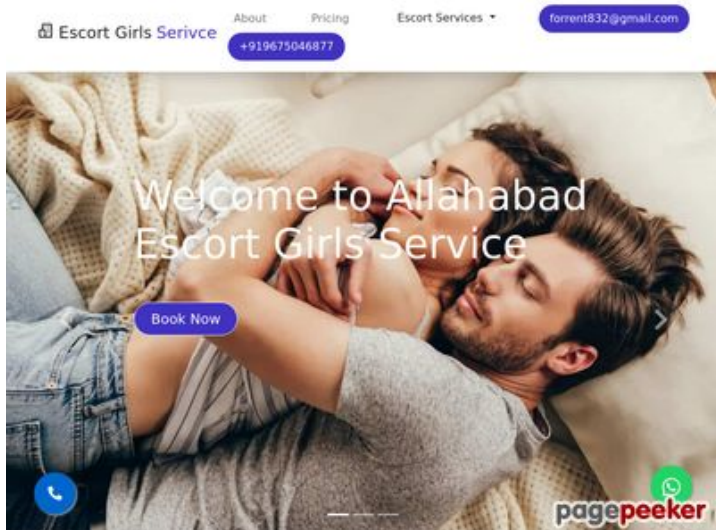 About Pricing Escort Services forrent832@gmail.com
Escort Girls Serivce
+919675046877
Welcome to Allahabad
Escort Girls Service
Book Now
pagepeeker